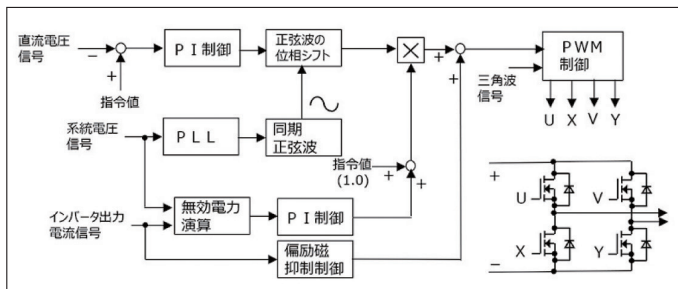 直流電圧
信号
−
+
指令値
PI制御
正弦波の
位相シフト
×
+
+
PWM
制御
三角波
信号
U X V Y
系統電圧
信号
PLL
同期
正弦波
指令値
(1.0)
+
+
インバータ出力
電流信号
無効電力
演算
PI制御
偏励磁
抑制制御
+
U
V
X
Y
−